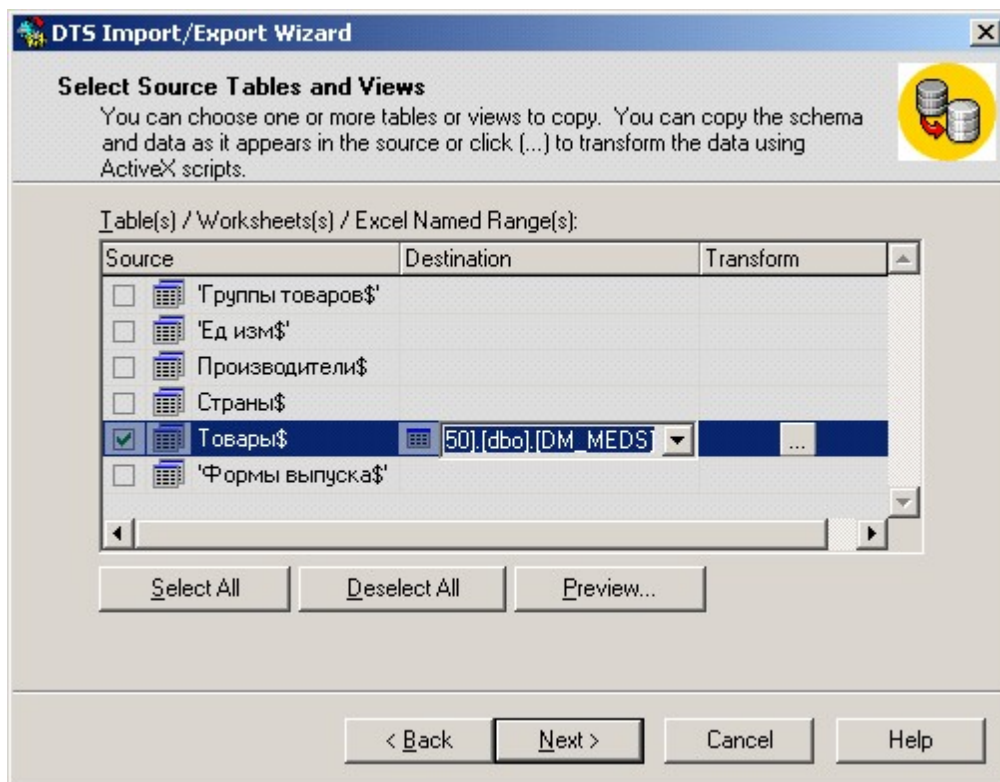 DTS Import/Export Wizard
Select Source Tables and Views
You can choose one or more tables or views to copy. You can copy the schema
and data as it appears in the source or click (...) to transform the data using
ActiveX scripts.
Table(s) / Worksheets(s) / Excel Named Range(s):
Source Destination Transform
'Группы товаров$'
'Ед изм$'
Производители$
Страны$
Товары$ 50].[dbo].[DM_MEDS] ...
'Формы выпуска$'
Select All Deselect All Preview...
< Back Next > Cancel Help